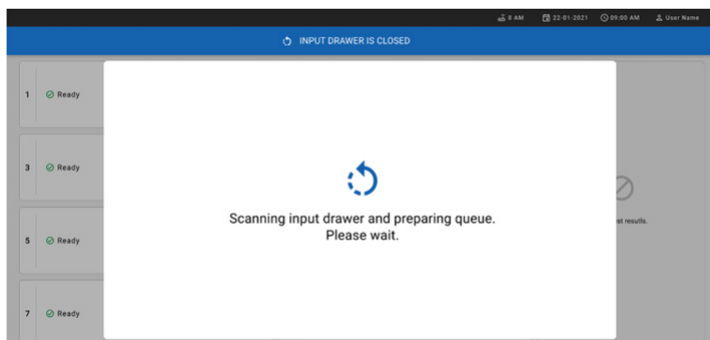 8 AM 22-01-2021 09:00 AM User Name
INPUT DRAWER IS CLOSED
1 Ready
3 Ready
Scanning input drawer and preparing queue.
Please wait.
results.
5 Ready
7 Ready